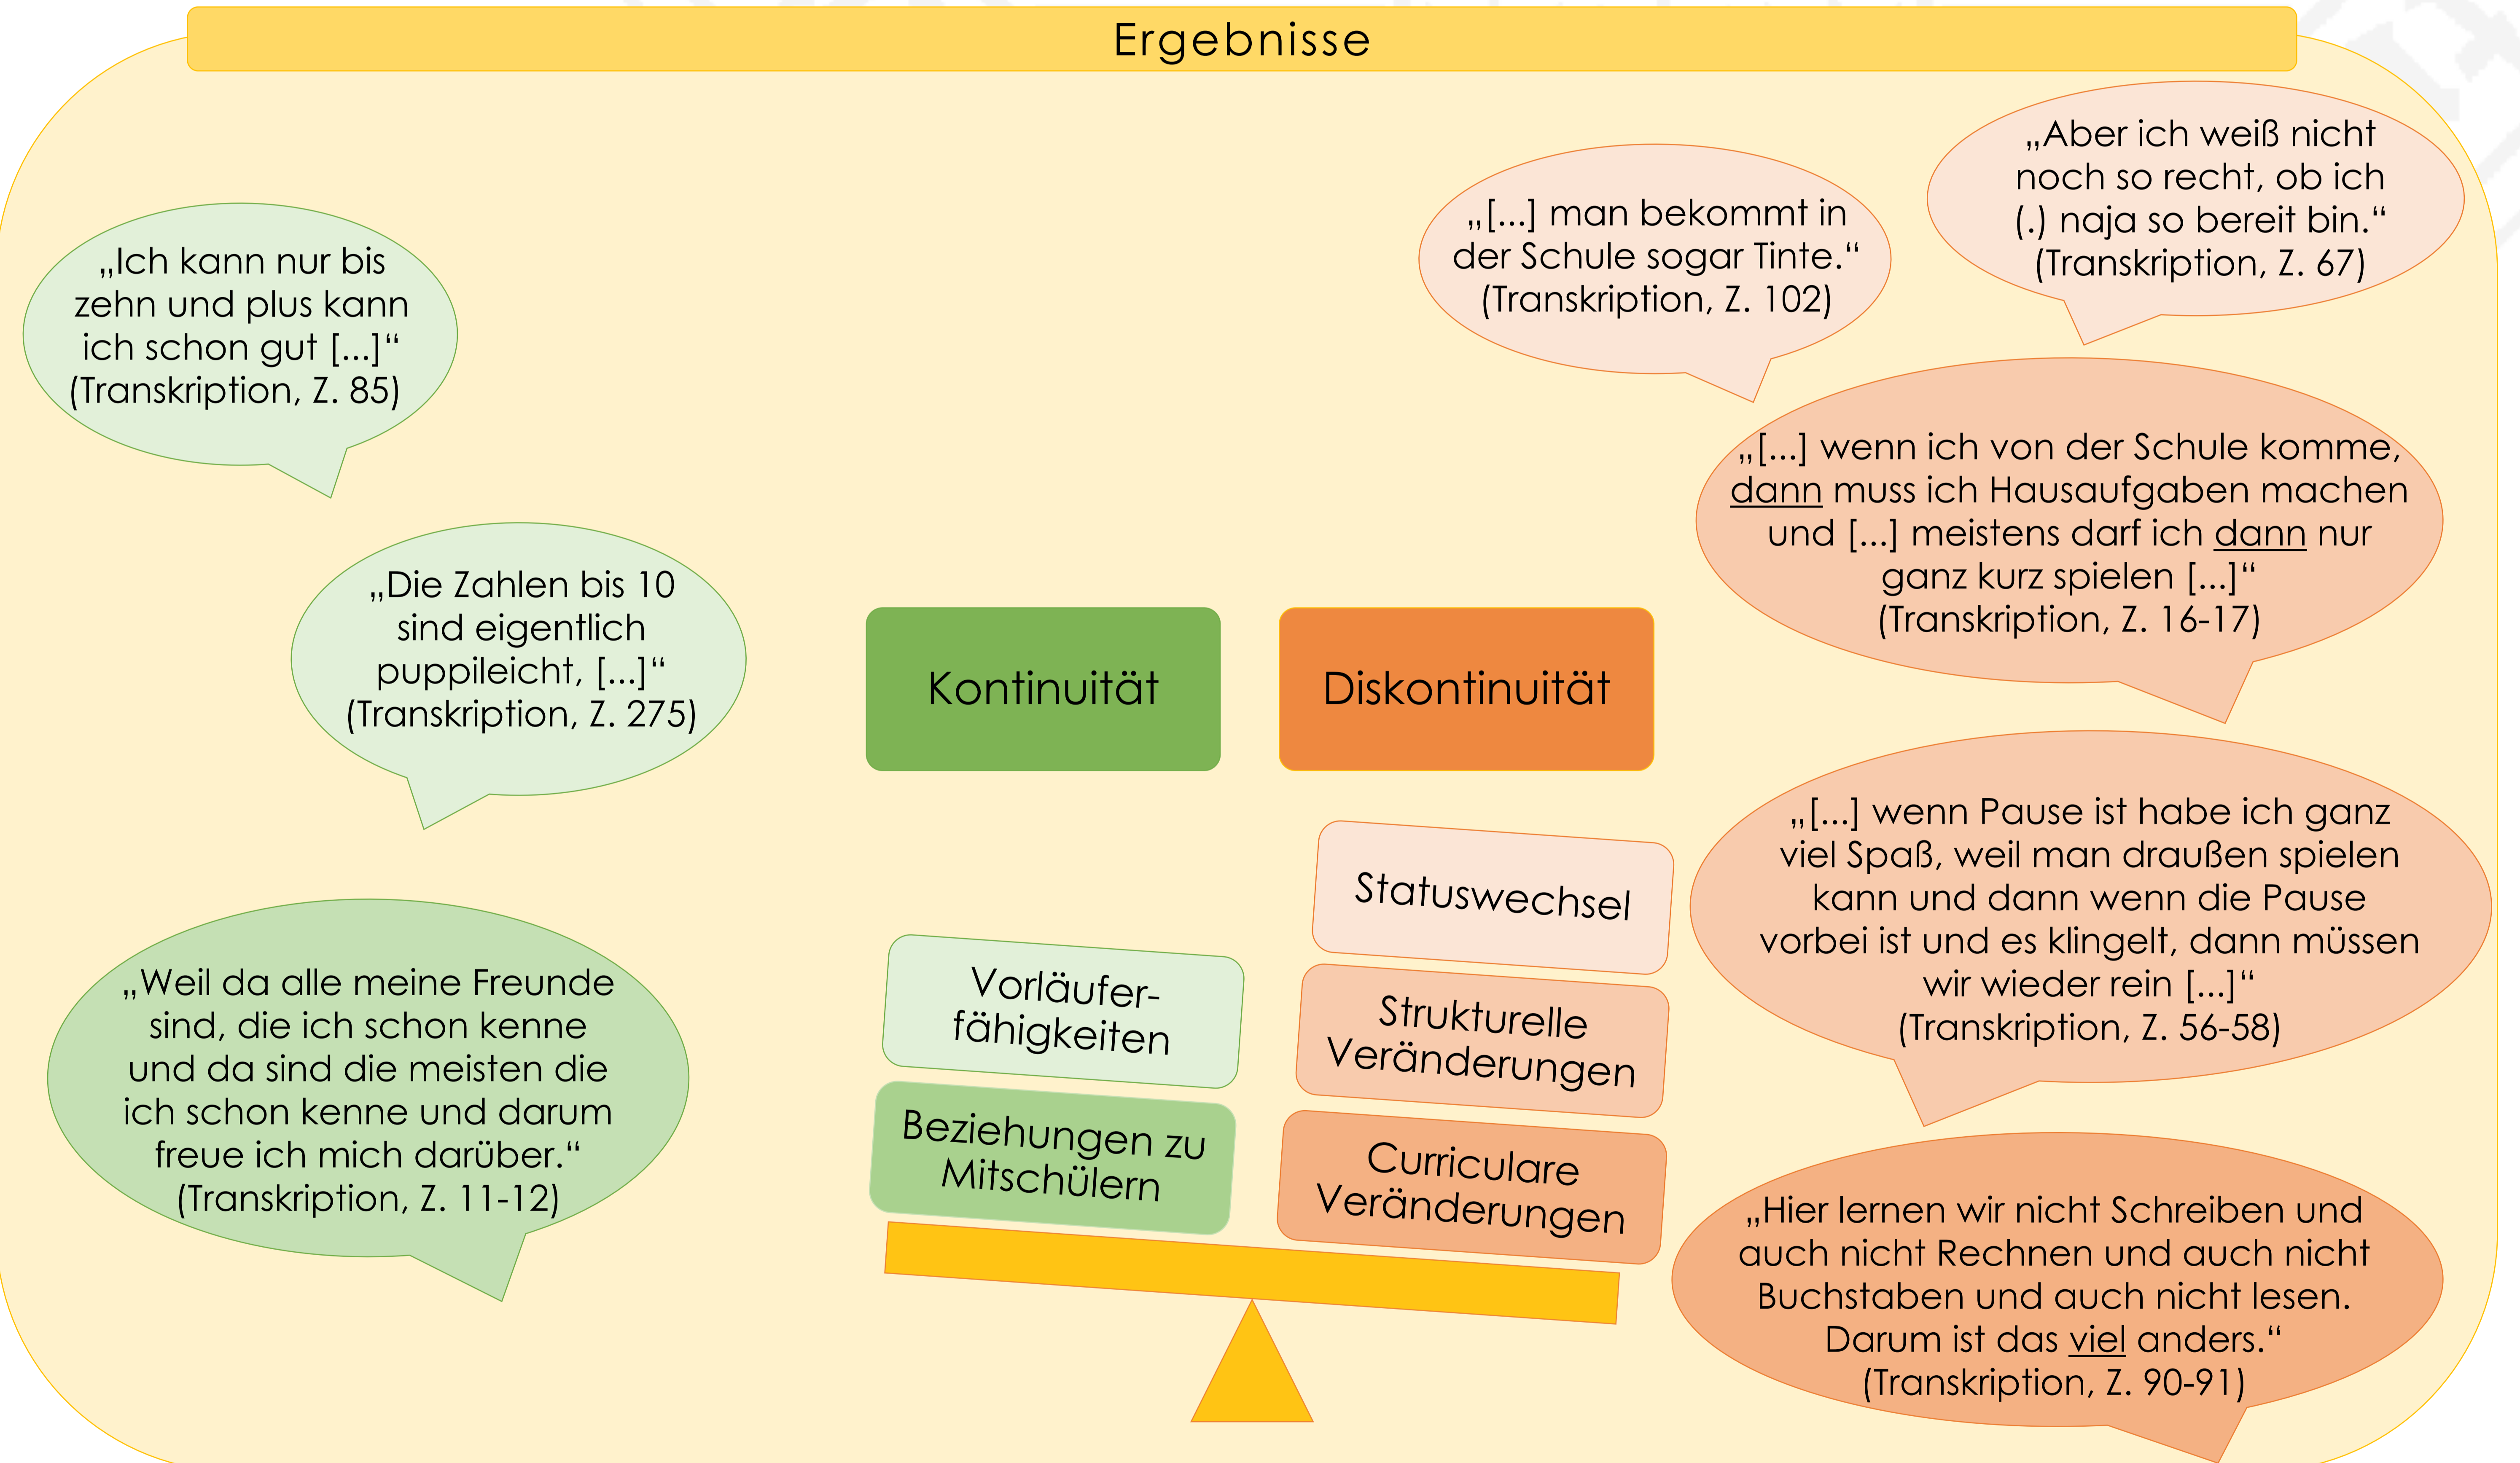 Ergebnisse
„Ich kann nur bis
zehn und plus kann
ich schon gut [...]“
(Transkription, Z. 85)
„Die Zahlen bis 10
sind eigentlich
puppileicht, [...]“
(Transkription, Z. 275)
„Weil da alle meine Freunde
sind, die ich schon kenne
und da sind die meisten die
ich schon kenne und darum
freue ich mich darüber.“
(Transkription, Z. 11-12)
Kontinuität
Vorläufer-
fähigkeiten
Beziehungen zu
Mitschülern
Diskontinuität
Statuswechsel
Strukturelle
Veränderungen
Curriculare
Veränderungen
„[...] man bekommt in
der Schule sogar Tinte.“
(Transkription, Z. 102)
„Aber ich weiß nicht
noch so recht, ob ich
(.) naja so bereit bin.“
(Transkription, Z. 67)
„[...] wenn ich von der Schule komme,
dann muss ich Hausaufgaben machen
und [...] meistens darf ich dann nur
ganz kurz spielen [...]“
(Transkription, Z. 16-17)
„[...] wenn Pause ist habe ich ganz
viel Spaß, weil man draußen spielen
kann und dann wenn die Pause
vorbei ist und es klingelt, dann müssen
wir wieder rein [...]“
(Transkription, Z. 56-58)
„Hier lernen wir nicht Schreiben und
auch nicht Rechnen und auch nicht
Buchstaben und auch nicht lesen.
Darum ist das viel anders.“
(Transkription, Z. 90-91)